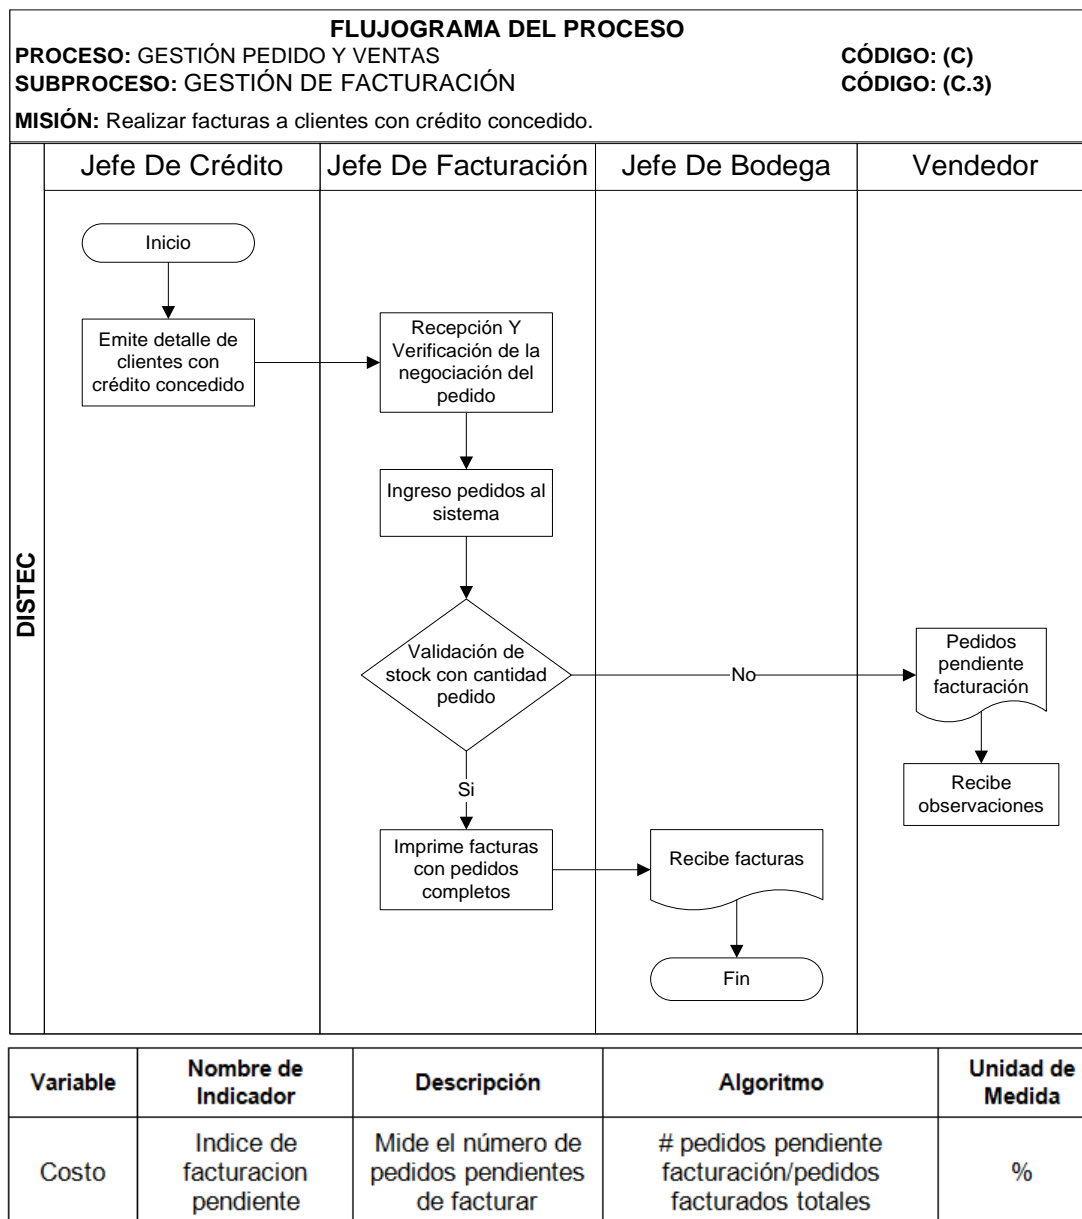 FLUJOGRAMA DEL PROCESO
PROCESO: GESTIÓN PEDIDO Y VENTAS CÓDIGO: (C)
SUBPROCESO: GESTIÓN DE FACTURACIÓN CÓDIGO: (C.3)
MISIÓN: Realizar facturas a clientes con crédito concedido.
DISTEC
Jefe De Crédito
Jefe De Facturación
Jefe De Bodega
Vendedor
Inicio
Emite detalle de
clientes con
crédito concedido
Recepción Y
Verificación de la
negociación del
pedido
Ingreso pedidos al
sistema
Validación de
stock con cantidad
pedido
No
Pedidos
pendiente
facturación
Recibe
observaciones
Si
Imprime facturas
con pedidos
completos
Recibe facturas
Fin
Variable
Nombre de
Indicador
Descripción
Algoritmo
Unidad de
Medida
Costo
Indice de
facturacion
pendiente
Mide el número de
pedidos pendientes
de facturar
# pedidos pendiente
facturación/pedidos
facturados totales
%